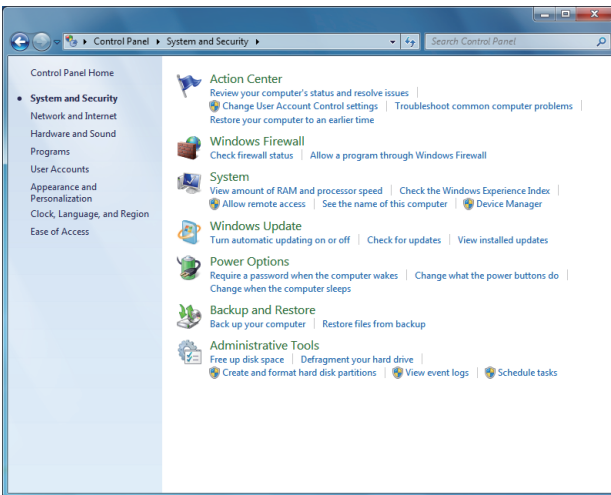 Control Panel System and Security Search Control Panel
Control Panel Home
System and Security
Network and Internet
Hardware and Sound
Programs
User Accounts
Appearance and
Personalization
Clock, Language, and Region
Ease of Access
Action Center
Review your computer's status and resolve issues
Change User Account Control settings Troubleshoot common computer problems
Restore your computer to an earlier time
Windows Firewall
Check firewall status Allow a program through Windows Firewall
System
View amount of RAM and processor speed Check the Windows Experience Index
Allow remote access See the name of this computer Device Manager
Windows Update
Turn automatic updating on or off Check for updates View installed updates
Power Options
Require a password when the computer wakes Change what the power buttons do
Change when the computer sleeps
Backup and Restore
Back up your computer Restore files from backup
Administrative Tools
Free up disk space Defragment your hard drive
Create and format hard disk partitions View event logs Schedule tasks